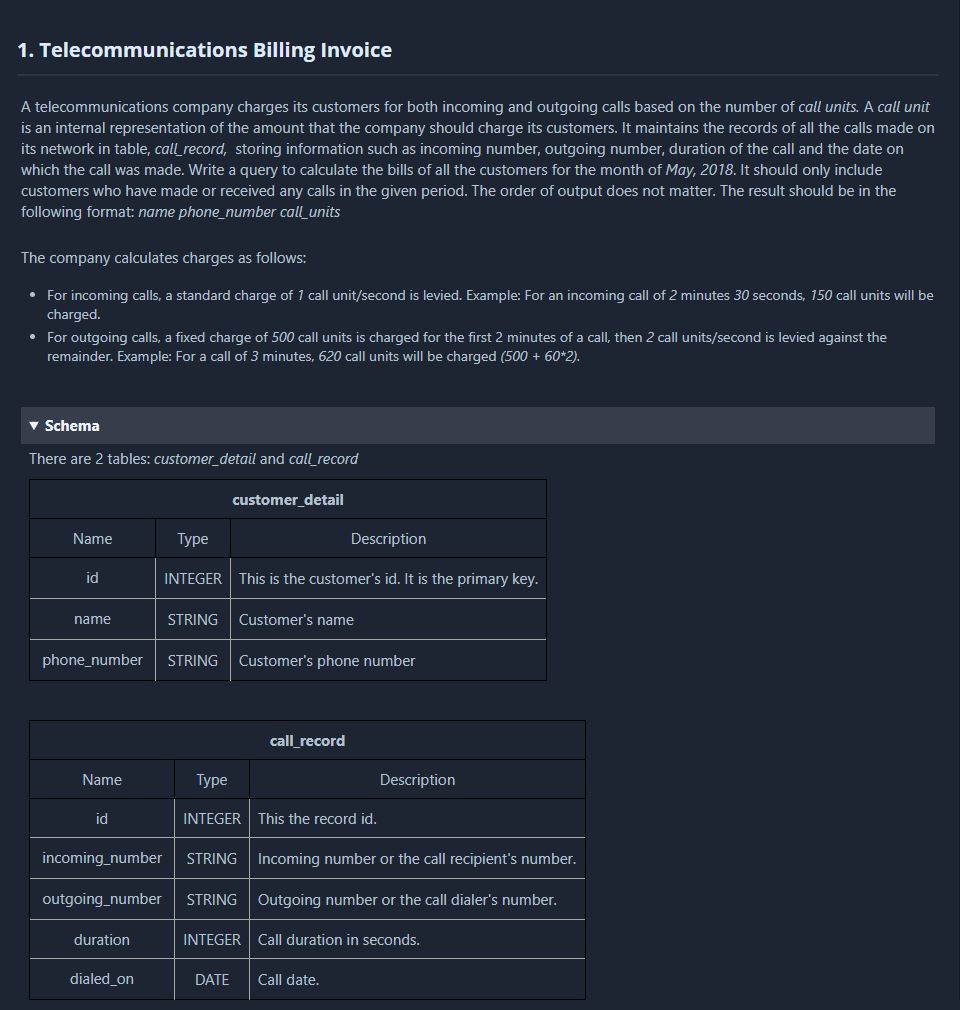 1. Telecommunications Billing Invoice
A telecommunications company charges its customers for both incoming and outgoing calls based on the number of call units. A call unit
is an internal representation of the amount that the company should charge its customers. It maintains the records of all the calls made on
its network in table, call_record, storing information such as incoming number, outgoing number, duration of the call and the date on
which the call was made. Write a query to calculate the bills of all the customers for the month of May, 2018. It should only include
customers who have made or received any calls in the given period. The order of output does not matter. The result should be in the
following format: name phone_number call_units
The company calculates charges as follows:
• For incoming calls, a standard charge of 1 call unit/second is levied. Example: For an incoming call of 2 minutes 30 seconds, 150 call units will be
charged.
• For outgoing calls, a fixed charge of 500 call units is charged for the first 2 minutes of a call, then 2 call units/second is levied against the
remainder. Example: For a call of 3 minutes, 620 call units will be charged (500 + 60*2).
▼ Schema
There are 2 tables: customer_detail and call_record
customer_detail
Name Type Description
id INTEGER This is the customer's id. It is the primary key.
name STRING Customer's name
phone_number STRING Customer's phone number
call_record
Name Type Description
id INTEGER This the record id.
incoming_number STRING Incoming number or the call recipient's number.
outgoing_number STRING Outgoing number or the call dialer's number.
duration INTEGER Call duration in seconds.
dialed_on DATE Call date.